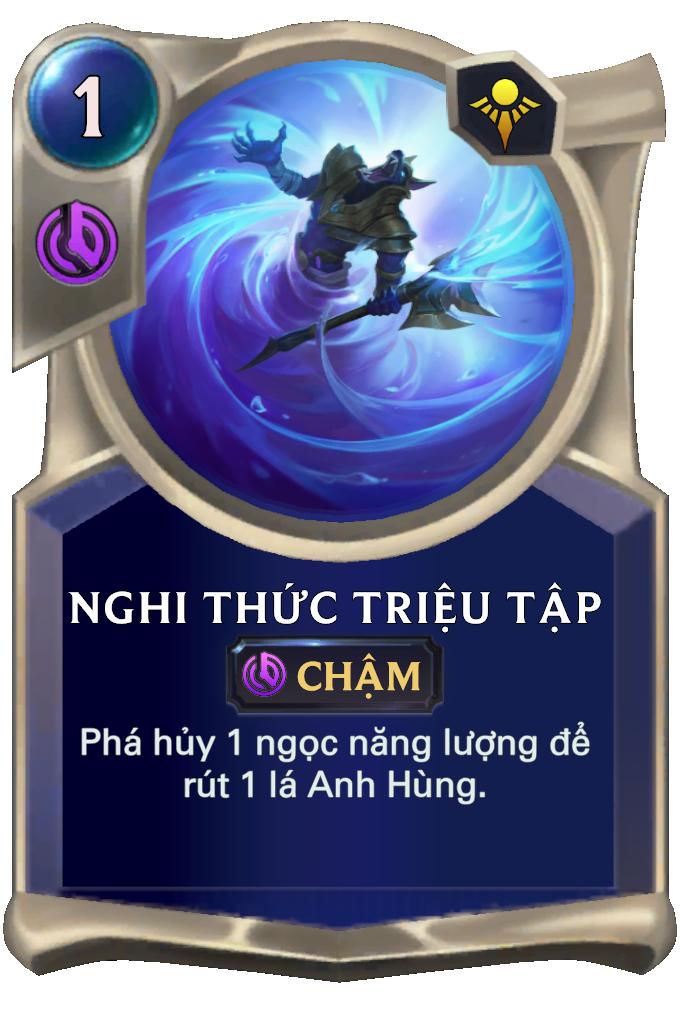 1
NGHI THỨC TRIỆU TẬP
CHẬM
Phá hủy 1 ngọc năng lượng để
rút 1 lá Anh Hùng.